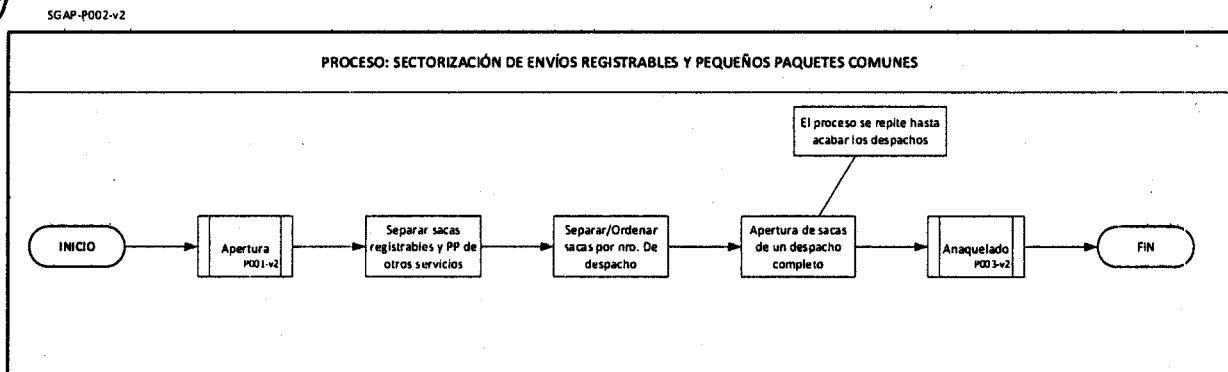 SGAP-P002-v2
PROCESO: SECTORIZACIÓN DE ENVÍOS REGISTRABLES Y PEQUEÑOS PAQUETES COMUNES
El proceso se repite hasta
acabar los despachos
INICIO
Apertura
P001-v2
Separar sacas
registrables y PP de
otros servicios
Separar/Ordenar
sacas por nro. De
despacho
Apertura de sacas
de un despacho
completo
Anaquelado
P003-v2
FIN